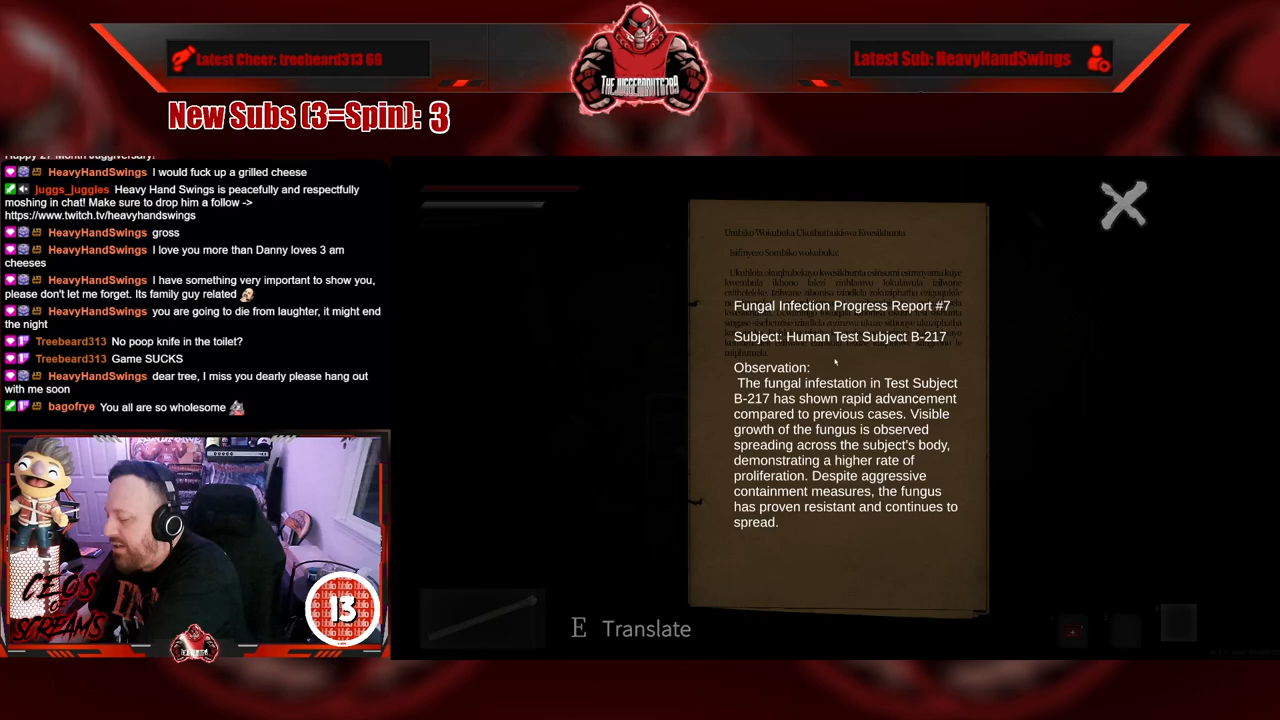 Latest Cheer: treebeard313 69
THEJUGGERNAUT6789
Latest Sub: HeavyHandSwings
New Subs (3=Spin): 3
HeavyHandSwings I would fuck up a grilled cheese
juggs_juggles Heavy Hand Swings is peacefully and respectfully
moshing in chat! Make sure to drop him a follow ->
https://www.twitch.tv/heavyhandswings
HeavyHandSwings gross
HeavyHandSwings I love you more than Danny loves 3 am
cheeses
HeavyHandSwings I have something very important to show you,
please don't let me forget. Its family guy related
HeavyHandSwings you are going to die from laughter, it might end
the night
Treebeard313 No poop knife in the toilet?
Treebeard313 Game SUCKS
HeavyHandSwings dear tree, I miss you dearly please hang out
with me soon
bagofrye You all are so wholesome
CEOS
OF
SCREAMS
13
Fungal Infection Progress Report #7
Subject: Human Test Subject B-217
Observation:
The fungal infestation in Test Subject
B-217 has shown rapid advancement
compared to previous cases. Visible
growth of the fungus is observed
spreading across the subject's body,
demonstrating a higher rate of
proliferation. Despite aggressive
containment measures, the fungus
has proven resistant and continues to
spread.
E Translate